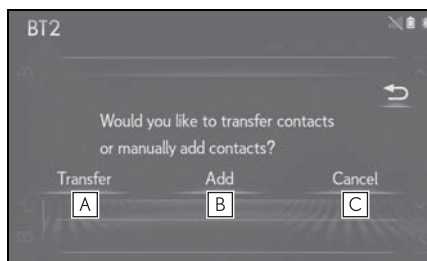 BT2
Would you like to transfer contacts
or manually add contacts?
Transfer Add Cancel
A B C